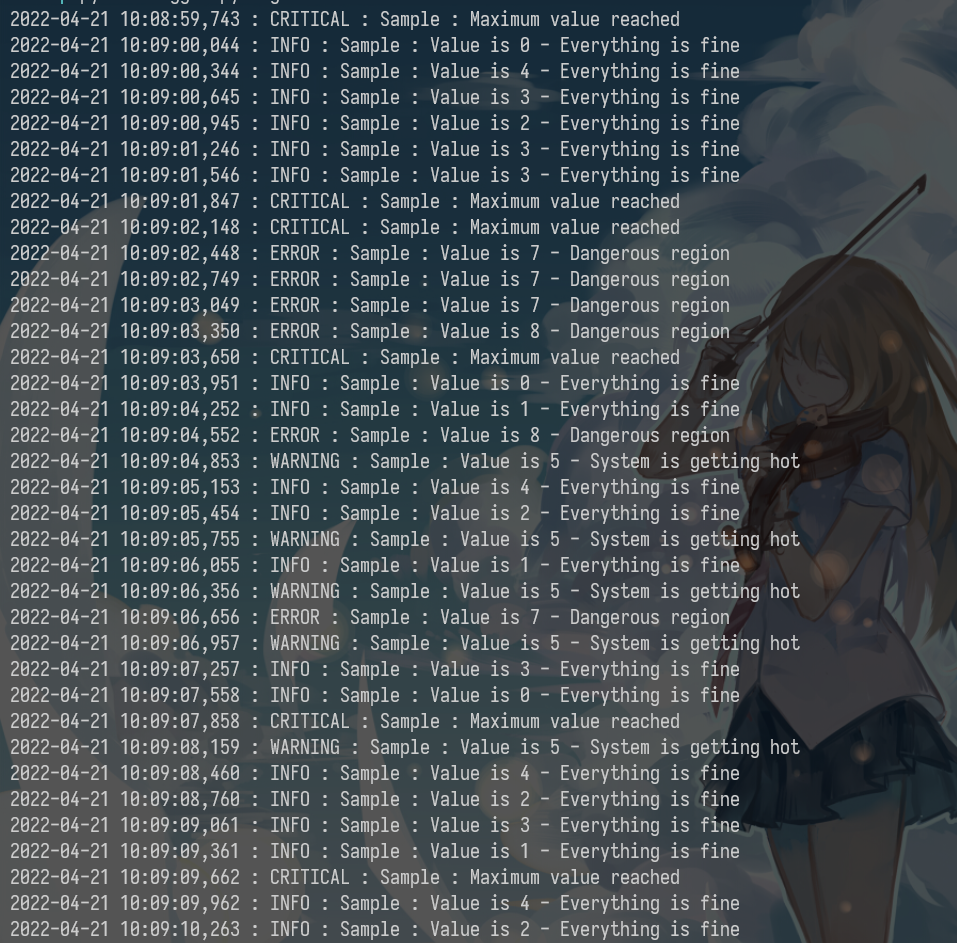 2022-04-21 10:08:59,743 : CRITICAL : Sample : Maximum value reached
2022-04-21 10:09:00,044 : INFO : Sample : Value is 0 - Everything is fine
2022-04-21 10:09:00,344 : INFO : Sample : Value is 4 - Everything is fine
2022-04-21 10:09:00,645 : INFO : Sample : Value is 3 - Everything is fine
2022-04-21 10:09:00,945 : INFO : Sample : Value is 2 - Everything is fine
2022-04-21 10:09:01,246 : INFO : Sample : Value is 3 - Everything is fine
2022-04-21 10:09:01,546 : INFO : Sample : Value is 3 - Everything is fine
2022-04-21 10:09:01,847 : CRITICAL : Sample : Maximum value reached
2022-04-21 10:09:02,148 : CRITICAL : Sample : Maximum value reached
2022-04-21 10:09:02,448 : ERROR : Sample : Value is 7 - Dangerous region
2022-04-21 10:09:02,749 : ERROR : Sample : Value is 7 - Dangerous region
2022-04-21 10:09:03,049 : ERROR : Sample : Value is 7 - Dangerous region
2022-04-21 10:09:03,350 : ERROR : Sample : Value is 8 - Dangerous region
2022-04-21 10:09:03,650 : CRITICAL : Sample : Maximum value reached
2022-04-21 10:09:03,951 : INFO : Sample : Value is 0 - Everything is fine
2022-04-21 10:09:04,252 : INFO : Sample : Value is 1 - Everything is fine
2022-04-21 10:09:04,552 : ERROR : Sample : Value is 8 - Dangerous region
2022-04-21 10:09:04,853 : WARNING : Sample : Value is 5 - System is getting hot
2022-04-21 10:09:05,153 : INFO : Sample : Value is 4 - Everything is fine
2022-04-21 10:09:05,454 : INFO : Sample : Value is 2 - Everything is fine
2022-04-21 10:09:05,755 : WARNING : Sample : Value is 5 - System is getting hot
2022-04-21 10:09:06,055 : INFO : Sample : Value is 1 - Everything is fine
2022-04-21 10:09:06,356 : WARNING : Sample : Value is 5 - System is getting hot
2022-04-21 10:09:06,656 : ERROR : Sample : Value is 7 - Dangerous region
2022-04-21 10:09:06,957 : WARNING : Sample : Value is 5 - System is getting hot
2022-04-21 10:09:07,257 : INFO : Sample : Value is 3 - Everything is fine
2022-04-21 10:09:07,558 : INFO : Sample : Value is 0 - Everything is fine
2022-04-21 10:09:07,858 : CRITICAL : Sample : Maximum value reached
2022-04-21 10:09:08,159 : WARNING : Sample : Value is 5 - System is getting hot
2022-04-21 10:09:08,460 : INFO : Sample : Value is 4 - Everything is fine
2022-04-21 10:09:08,760 : INFO : Sample : Value is 2 - Everything is fine
2022-04-21 10:09:09,061 : INFO : Sample : Value is 3 - Everything is fine
2022-04-21 10:09:09,361 : INFO : Sample : Value is 1 - Everything is fine
2022-04-21 10:09:09,662 : CRITICAL : Sample : Maximum value reached
2022-04-21 10:09:09,962 : INFO : Sample : Value is 4 - Everything is fine
2022-04-21 10:09:10,263 : INFO : Sample : Value is 2 - Everything is fine